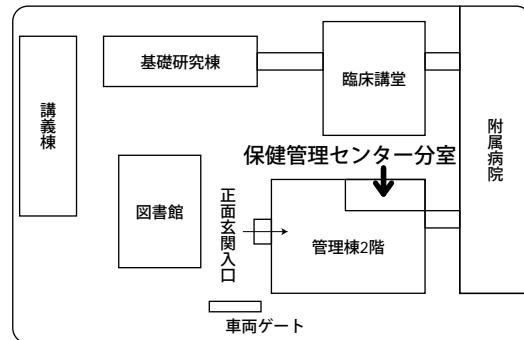 基礎研究棟
臨床講堂
講義棟
附属病院
保健管理センター分室
図書館
正面玄関入口
管理棟2階
車両ゲート